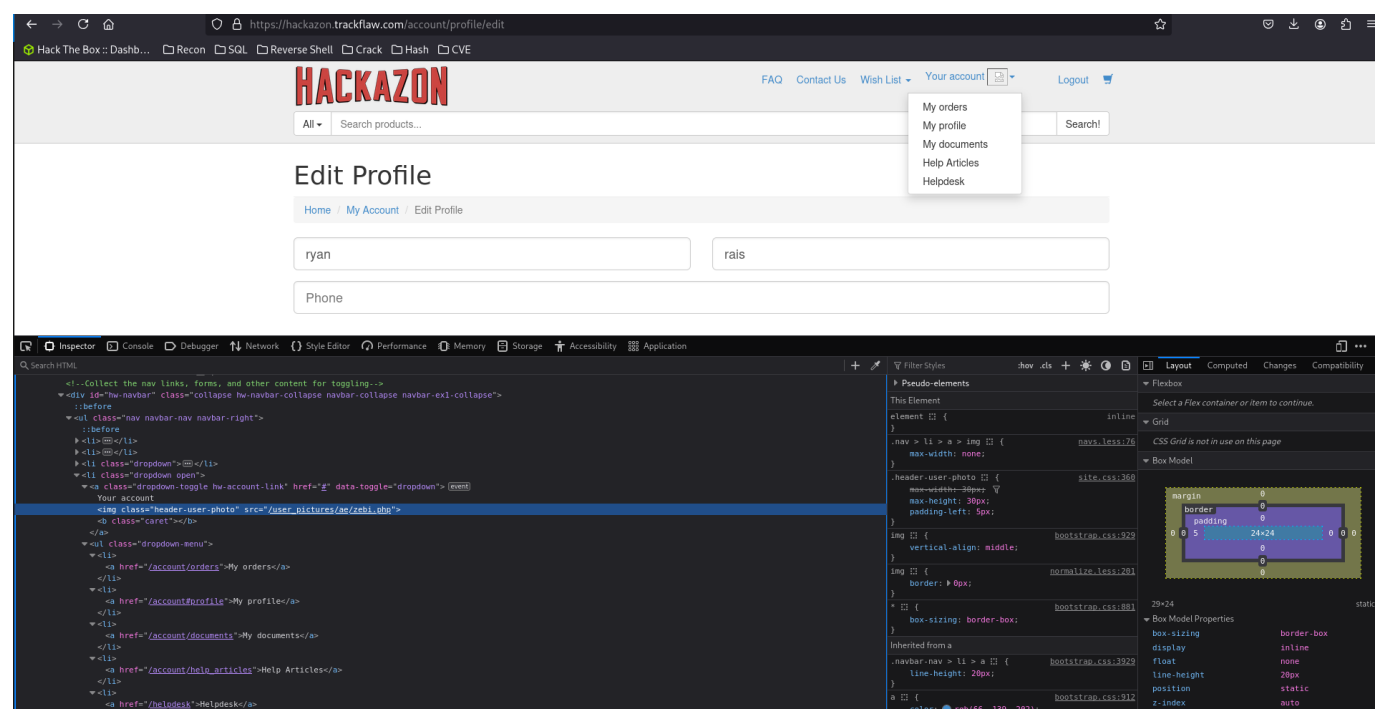 https://hackazon.trackflaw.com/account/profile/edit
Hack The Box :: Dashb... Recon SQL Reverse Shell Crack Hash CVE
HACKAZON
FAQ Contact Us Wish List Your account Logout
All Search products... Search!
My orders
My profile
My documents
Help Articles
Helpdesk
Edit Profile
Home / My Account / Edit Profile
ryan rais
Phone
Inspector Console Debugger Network Style Editor Performance Memory Storage Accessibility Application
Search HTML
<!--Collect the nav links, forms, and other content for toggling-->
<div id="hw-navbar" class="collapse hw-navbar-collapse navbar-collapse navbar-ex1-collapse">
::before
<ul class="nav navbar-nav navbar-right">
::before
<li></li>
<li></li>
<li class="dropdown"></li>
<li class="dropdown open">
<a class="dropdown-toggle hw-account-link" href="#" data-toggle="dropdown"> event
Your account
<img class="header-user-photo" src="/user_pictures/ae/zebi.php">
<b class="caret"></b>
</a>
<ul class="dropdown-menu">
<li>
<a href="/account/orders">My orders</a>
</li>
<li>
<a href="/account#profile">My profile</a>
</li>
<li>
<a href="/account/documents">My documents</a>
</li>
<li>
<a href="/account/help_articles">Help Articles</a>
</li>
<li>
<a href="/helpdesk">Helpdesk</a>
Filter Styles :hov .cls
Pseudo-elements
This Element
element { inline
}
.nav > li > a > img { navs.less:76
max-width: none;
}
.header-user-photo { site.css:360
max-width: 30px;
max-height: 30px;
padding-left: 5px;
}
img { bootstrap.css:929
vertical-align: middle;
}
img { normalize.less:201
border: 0px;
}
* { bootstrap.css:881
box-sizing: border-box;
}
Inherited from a
.navbar-nav > li > a { bootstrap.css:3929
line-height: 20px;
}
a { bootstrap.css:912
Layout Computed Changes Compatibility
Flexbox
Select a Flex container or item to continue.
Grid
CSS Grid is not in use on this page
Box Model
margin 0
border 0
padding 0
0 0 5 24×24 0 0 0
0
0
0
29×24 static
Box Model Properties
box-sizing border-box
display inline
float none
line-height 20px
position static
z-index auto